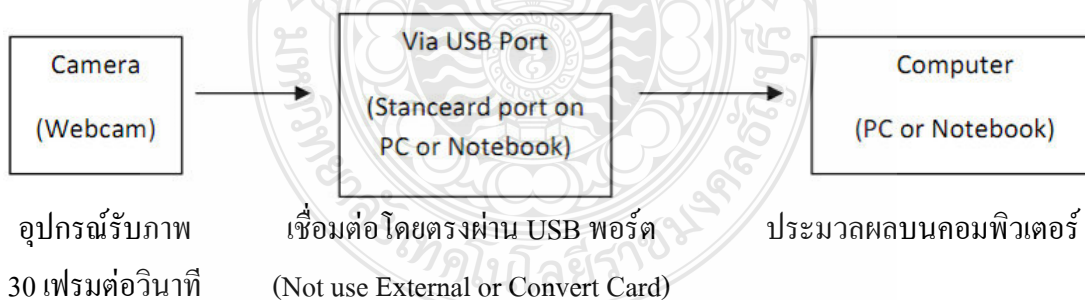 Camera
(Webcam)
Via USB Port
(Stanceard port on
PC or Notebook)
Computer
(PC or Notebook)
อุปกรณ์รับภาพ
30 เฟรมต่อวินาที
เชื่อมต่อโดยตรงผ่าน USB พอร์ต
(Not use External or Convert Card)
ประมวลผลบนคอมพิวเตอร์